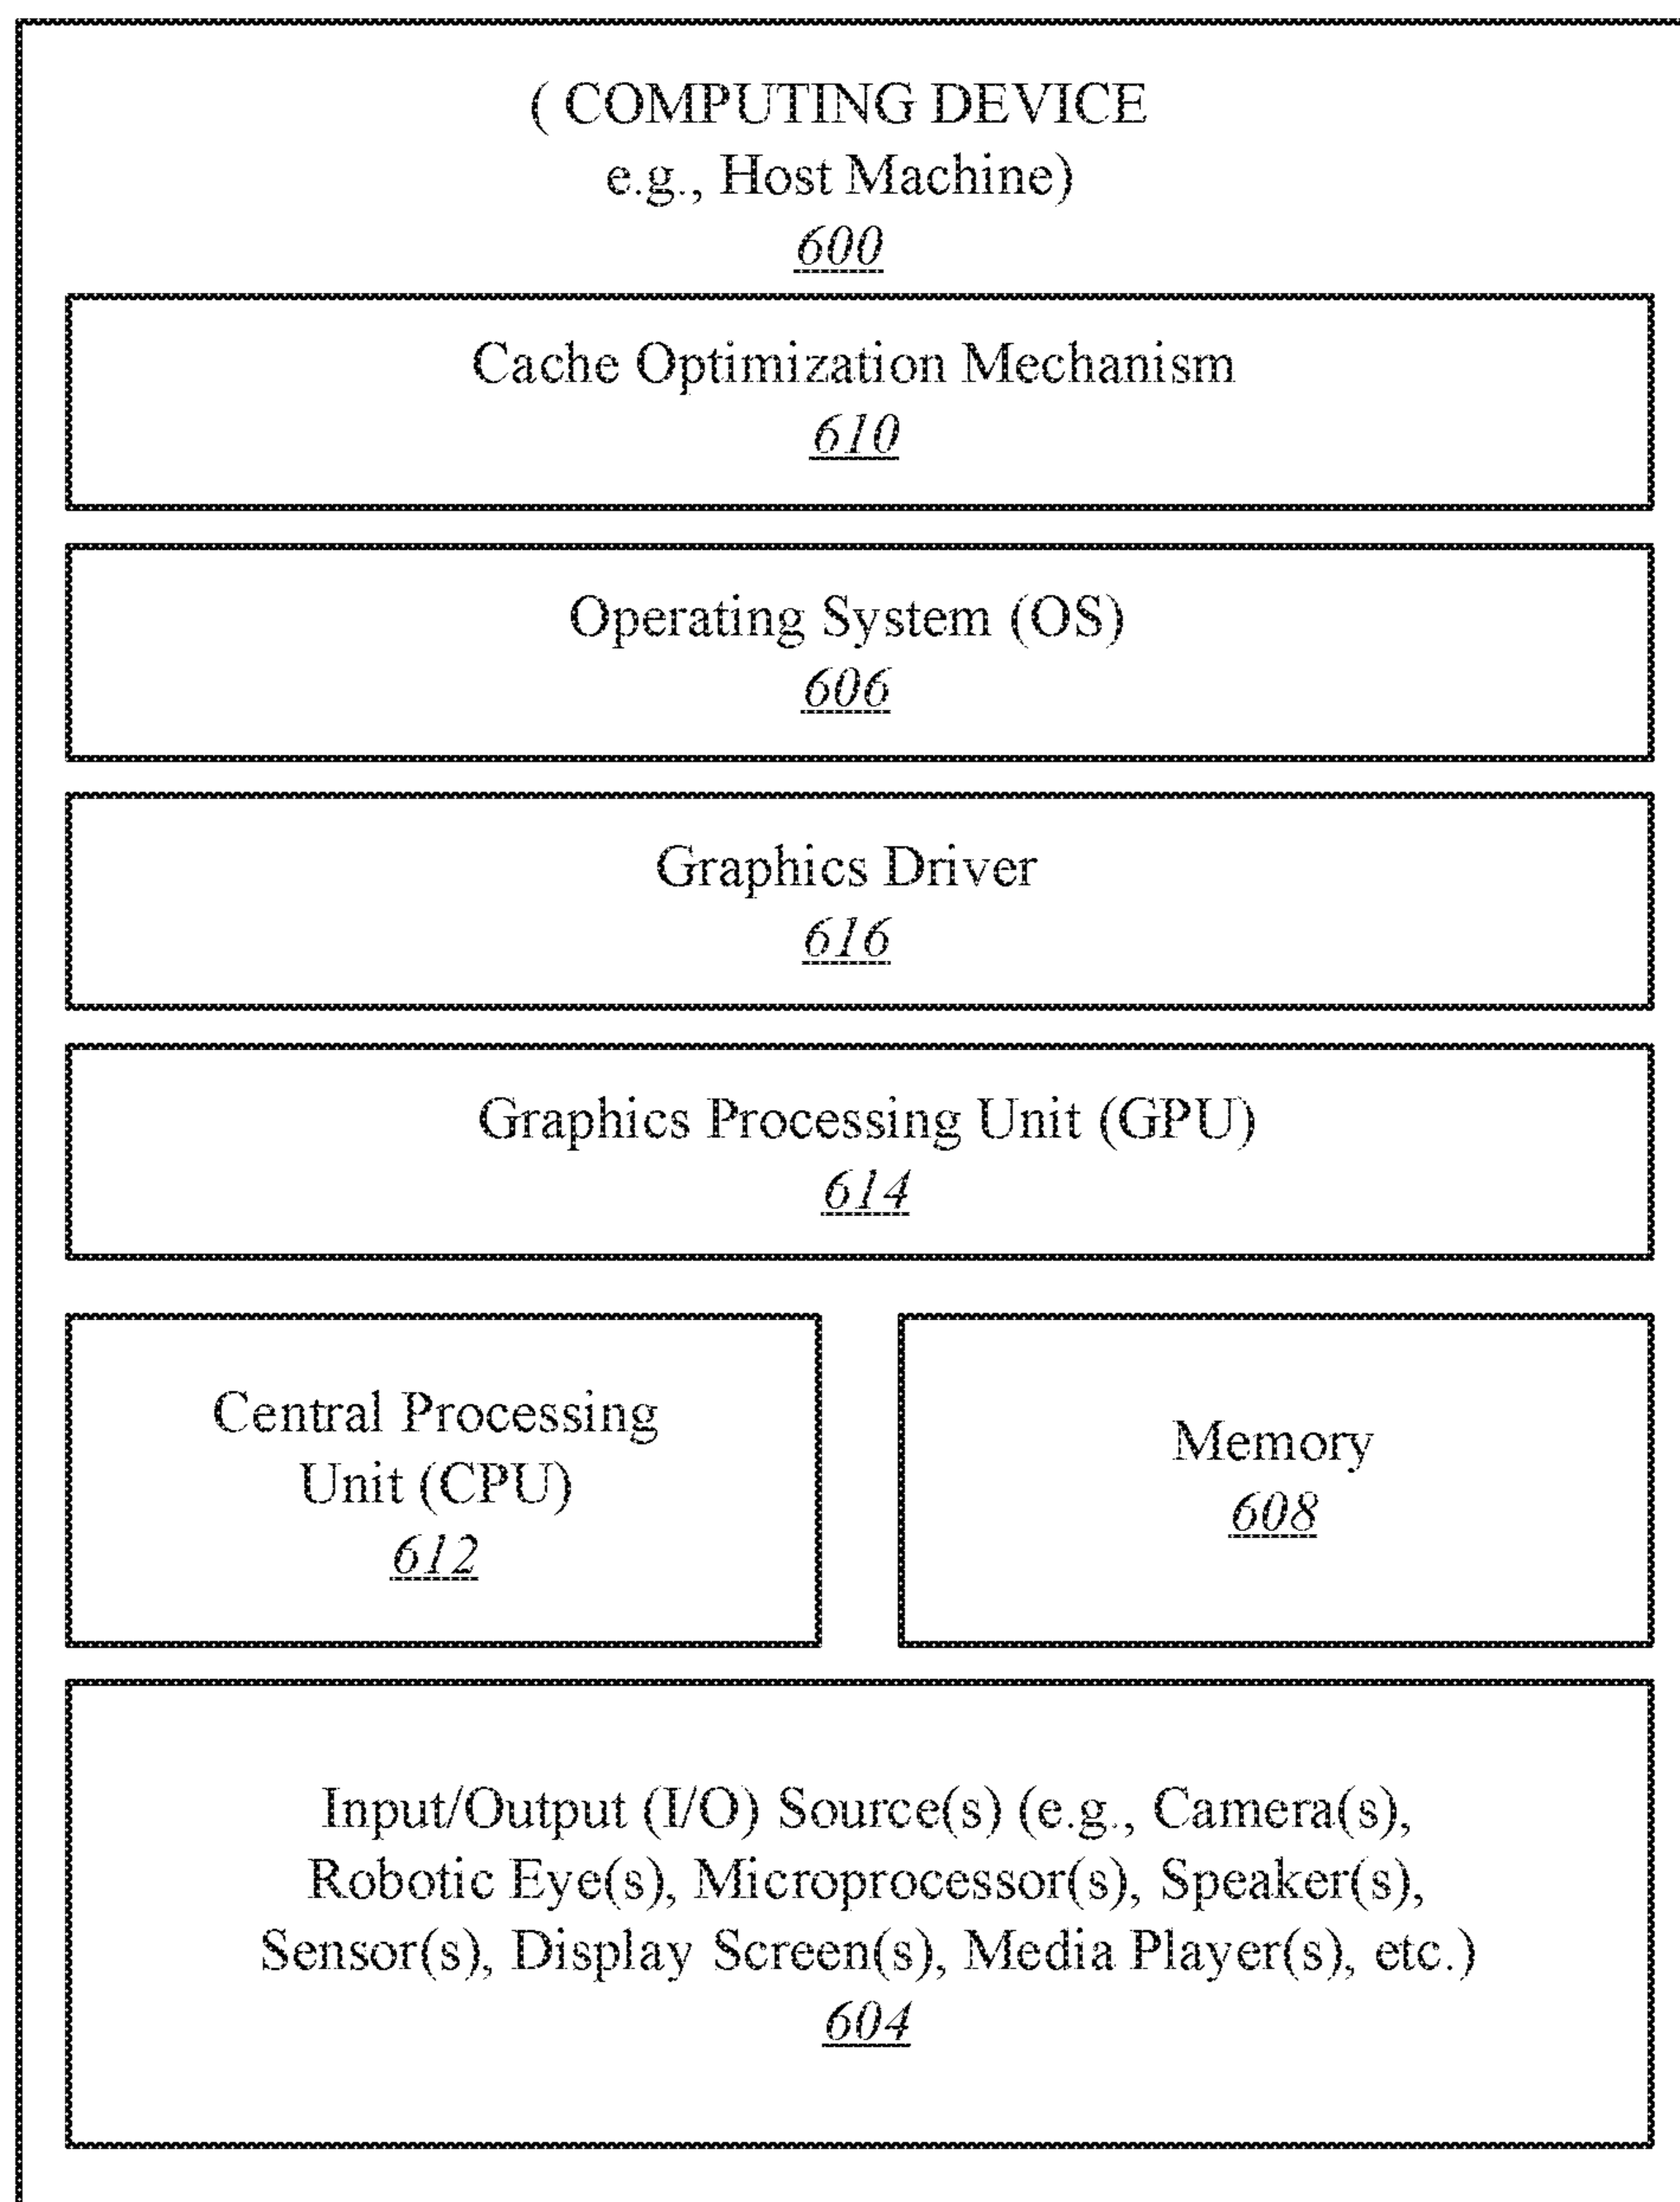 ( COMPUTING DEVICE
e.g., Host Machine)
600
Cache Optimization Mechanism
610
Operating System (OS)
606
Graphics Driver
616
Graphics Processing Unit (GPU)
614
Central Processing
Unit (CPU)
612
Memory
608
Input/Output (I/O) Source(s) (e.g., Camera(s),
Robotic Eye(s), Microprocessor(s), Speaker(s),
Sensor(s), Display Screen(s), Media Player(s), etc.)
604